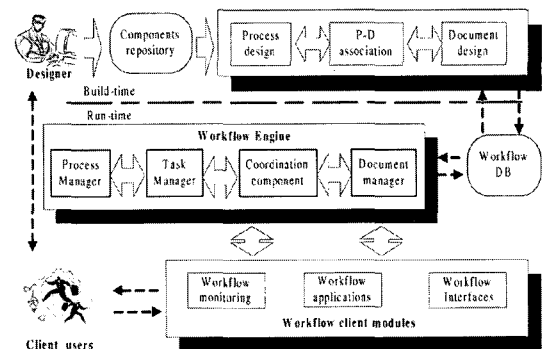 Components
repository
Process
design
P-D
association
Document
design
Designer
Build-time
Run-time
Workflow Engine
Process
Manager
Task
Manager
Coordination
component
Document
manager
Workflow
DB
Workflow
monitoring
Workflow
applications
Workflow
Interfaces
Client users
Workflow client modules